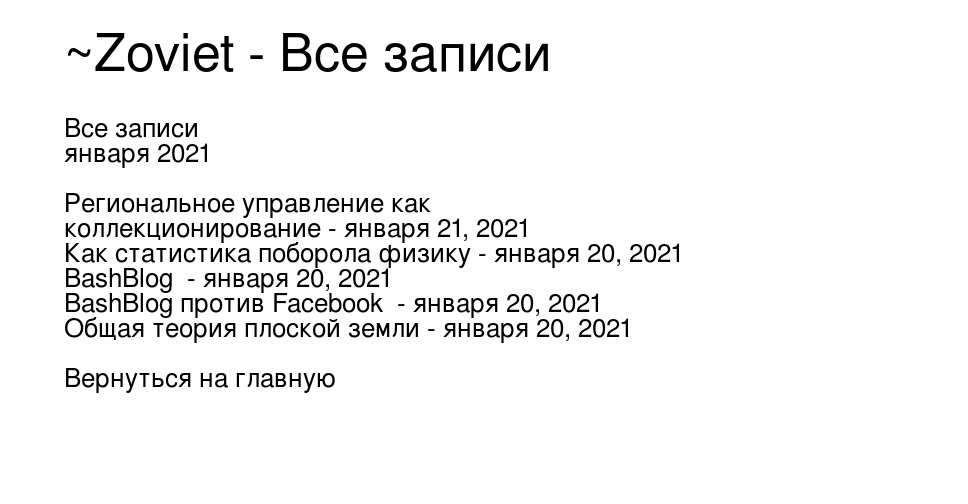 ~Zoviet - Все записи
Все записи
января 2021
Региональное управление как
коллекционирование - января 21, 2021
Как статистика поборола физику - января 20, 2021
BashBlog - января 20, 2021
BashBlog против Facebook - января 20, 2021
Общая теория плоской земли - января 20, 2021
Вернуться на главную